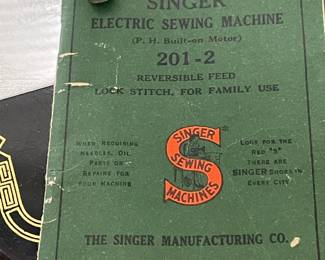 SINGER
ELECTRIC SEWING MACHINE
(P. H. Built-on Motor)
201-2
REVERSIBLE FEED
LOCK STITCH, FOR FAMILY USE
WHEN REQUIRING
NEEDLES, OIL
PARTS OR
REPAIRS FOR
YOUR MACHINE
SINGER
SEWING
MACHINES
LOOK FOR THE
RED "S"
THERE ARE
SINGER SHOPS IN
EVERY CITY
THE SINGER MANUFACTURING CO.